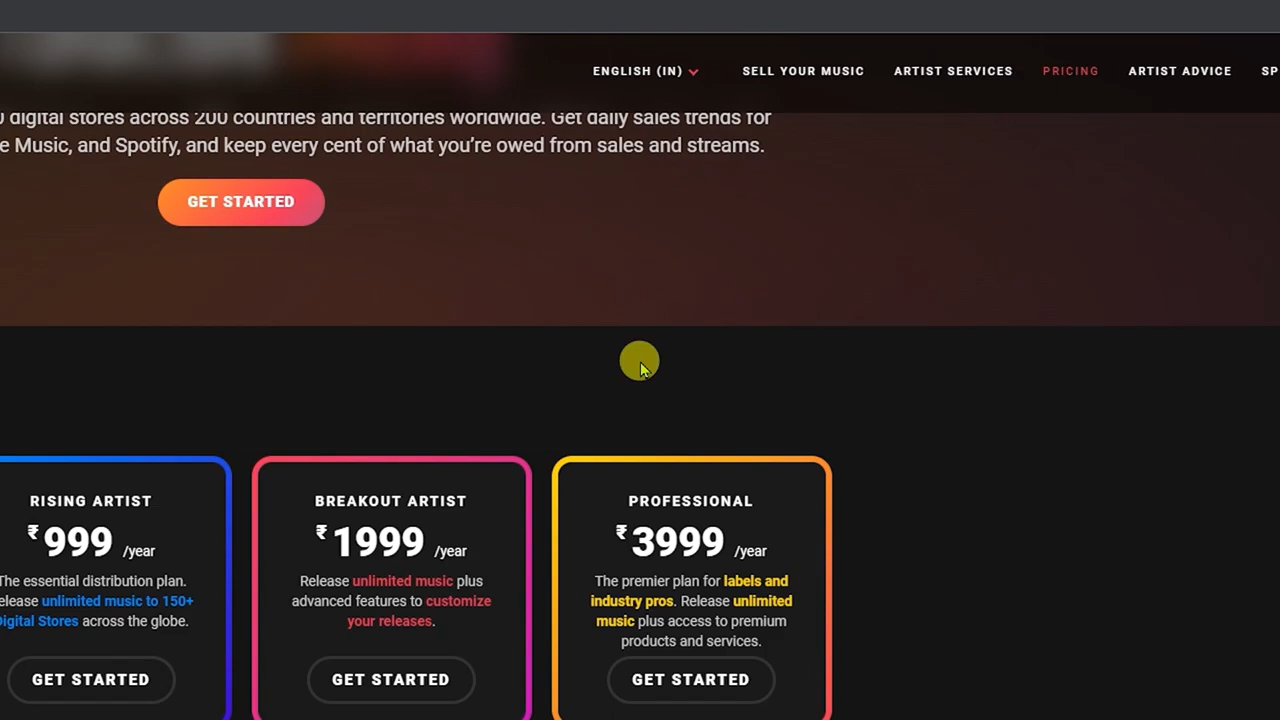 ENGLISH (IN) SELL YOUR MUSIC ARTIST SERVICES PRICING ARTIST ADVICE SP
digital stores across 200 countries and territories worldwide. Get daily sales trends for
Music, and Spotify, and keep every cent of what you're owed from sales and streams.
GET STARTED
RISING ARTIST
₹999 /year
The essential distribution plan.
elease unlimited music to 150+
Digital Stores across the globe.
GET STARTED
BREAKOUT ARTIST
₹1999 /year
Release unlimited music plus
advanced features to customize
your releases.
GET STARTED
PROFESSIONAL
₹3999 /year
The premier plan for labels and
industry pros. Release unlimited
music plus access to premium
products and services.
GET STARTED